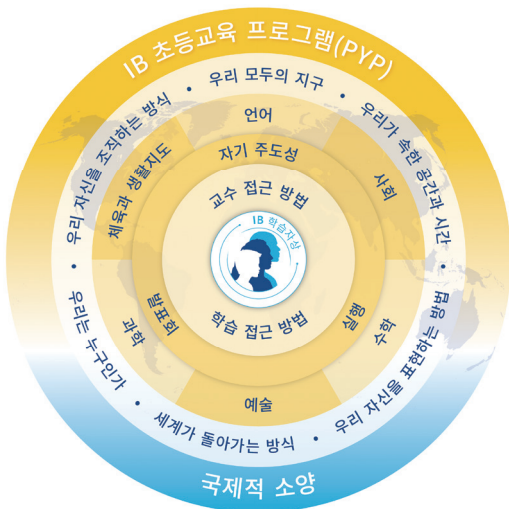 IB 초등교육 프로그램(PYP)
우리 모두의 지구
우리가 속한 공간과 시간
우리 자신을 표현하는 방법
세계가 돌아가는 방식
우리는 누구인가
우리 자신을 조직하는 방식
언어
사회
수학
예술
과학
체육과 생활지도
자기 주도성
실행
발표회
교수 접근 방법
IB 학습자상
학습 접근 방법
국제적 소양